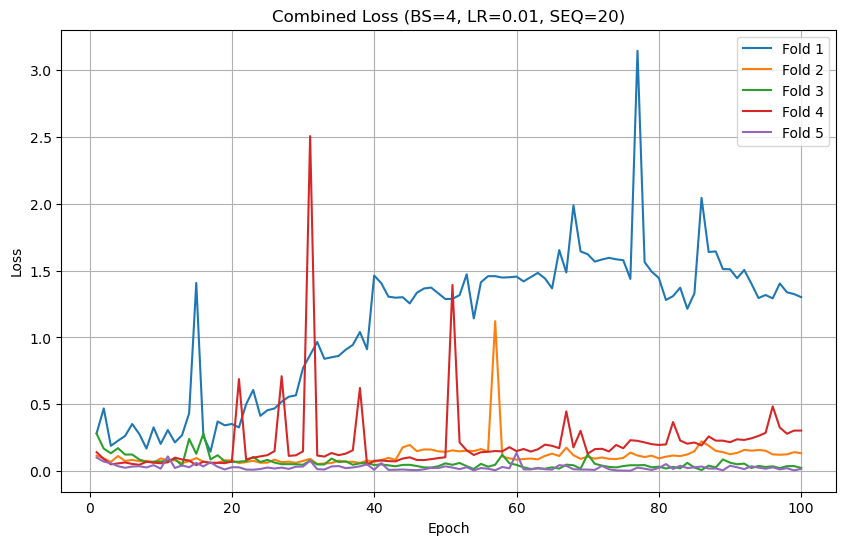 Combined Loss (BS=4, LR=0.01, SEQ=20)
Fold 1
Fold 2
Fold 3
Fold 4
Fold 5
3.0
2.5
2.0
1.5
1.0
0.5
0.0
Loss
0 20 40 60 80 100
Epoch